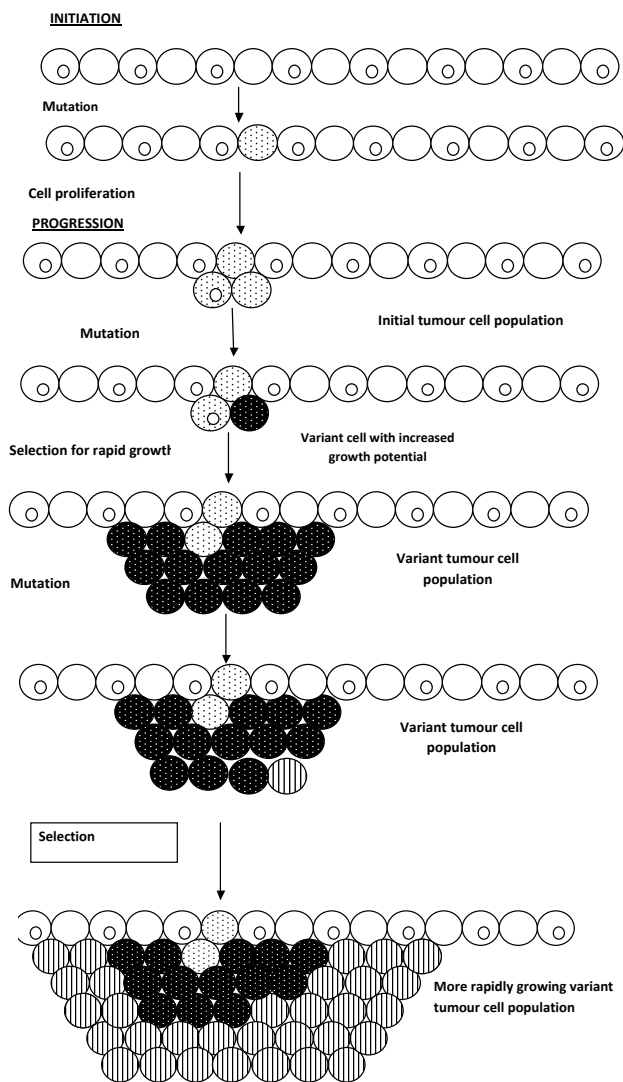 INITIATION
Mutation
Cell proliferation
PROGRESSION
Initial tumour cell population
Mutation
Variant cell with increased
growth potential
Selection for rapid growth
Variant tumour cell
population
Mutation
Variant tumour cell
population
Selection
More rapidly growing variant
tumour cell population